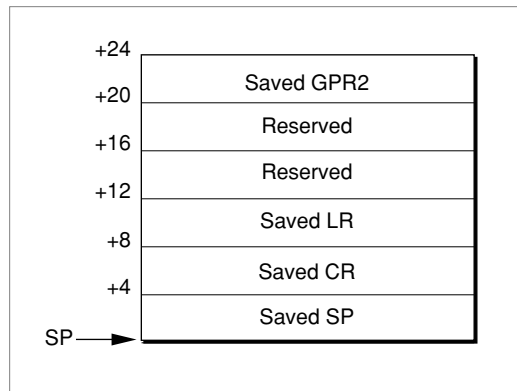 +24
Saved GPR2
+20
Reserved
+16
Reserved
+12
Saved LR
+8
Saved CR
+4
Saved SP
SP